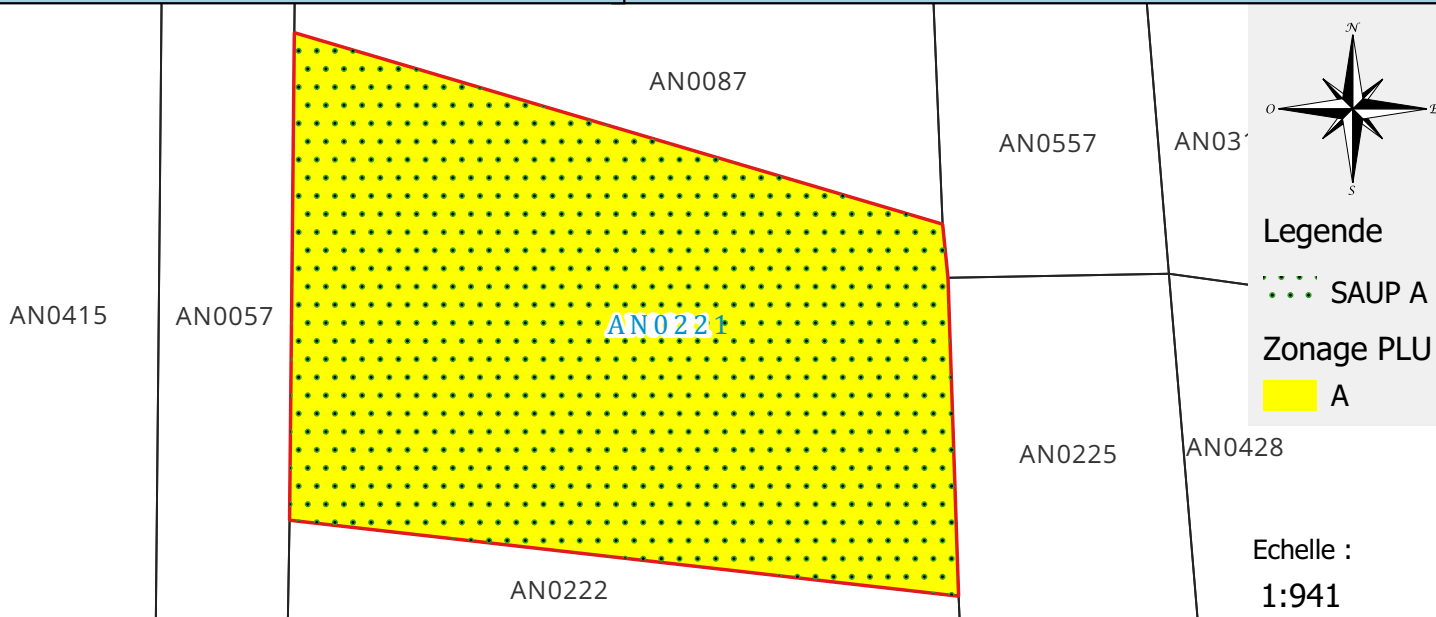 AN0087
AN0557
AN031
AN0415
AN0057
AN0221
AN0225
AN0428
AN0222
N
O
E
S
Legende
SAUP A
Zonage PLU
A
Echelle :
1:941